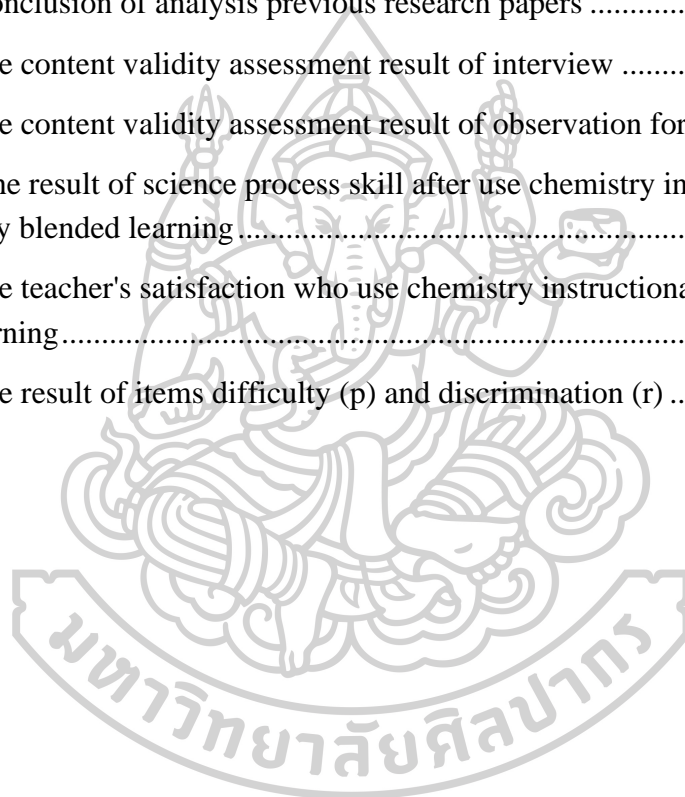 onclusion of analysis previous research papers .............
e content validity assessment result of interview .........
e content validity assessment result of observation for
ne result of science process skill after use chemistry in
y blended learning......................................................
e teacher's satisfaction who use chemistry instructiona
rning..........................................................................
e result of items difficulty (p) and discrimination (r) ..
มหาวิทยาลัยศิลปากร